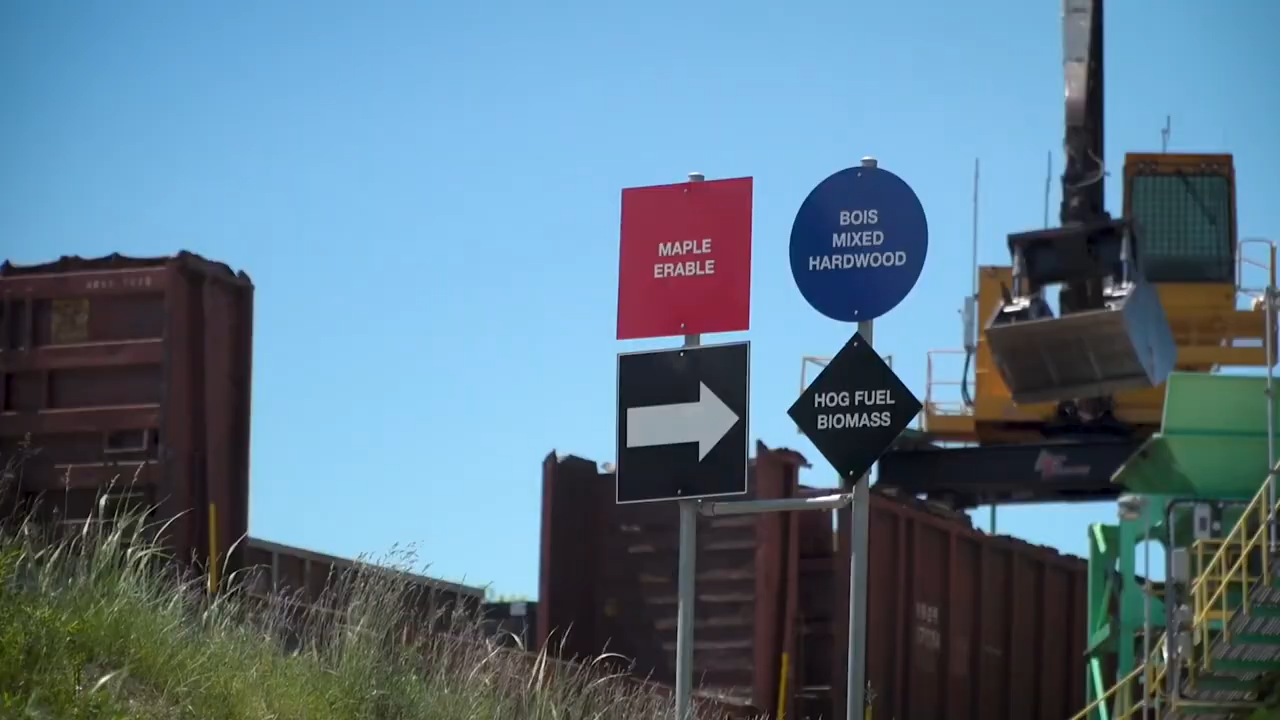 MAPLE
ERABLE
BOIS
MIXED
HARDWOOD
HOG FUEL
BIOMASS